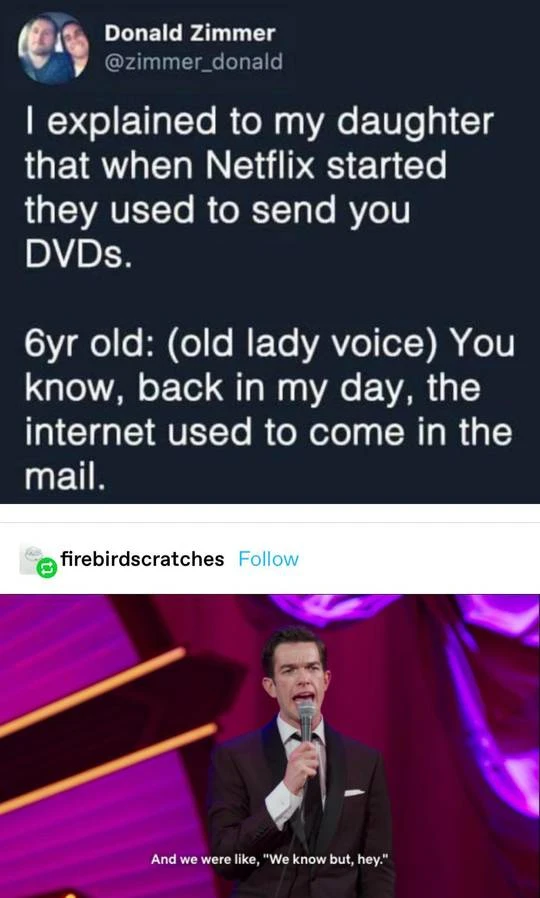 Donald Zimmer
@zimmer_donald
I explained to my daughter
that when Netflix started
they used to send you
DVDs.
6yr old: (old lady voice) You
know, back in my day, the
internet used to come in the
mail.
firebirdscratches Follow
And we were like, "We know but, hey."